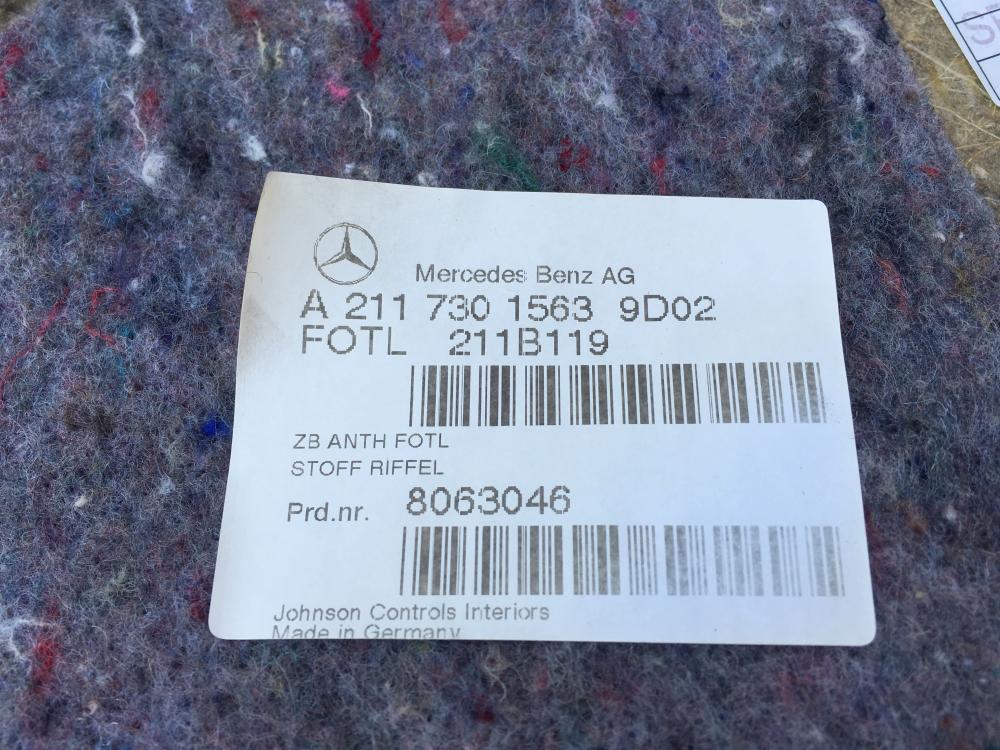 Mercedes Benz AG
A 211 730 1563 9D02
FOTL 211B119
ZB ANTH FOTL
STOFF RIFFEL
Prd.nr. 8063046
Johnson Controls Interiors
Made in Germany